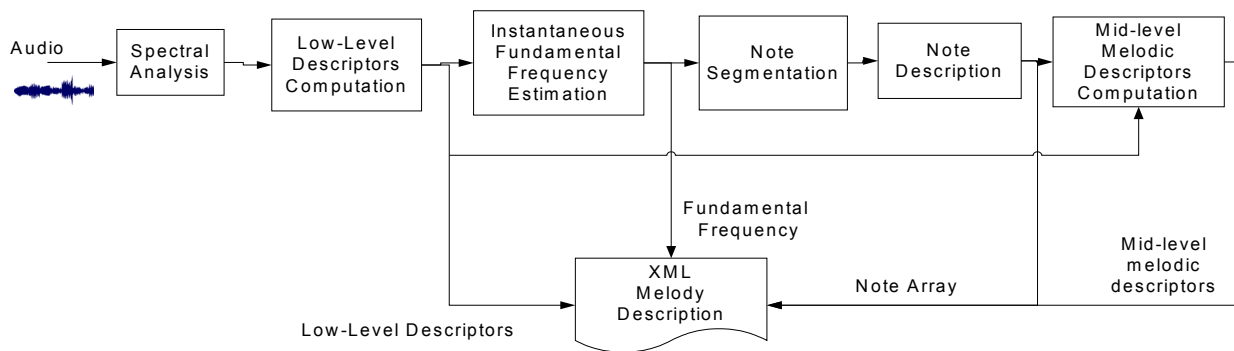 Audio
Spectral
Analysis
Low-Level
Descriptors
Computation
Instantaneous
Fundamental
Frequency
Estimation
Note
Segmentation
Note
Description
Mid-level
Melodic
Descriptors
Computation
Fundamental
Frequency
XML
Melody
Description
Low-Level Descriptors
Note Array
Mid-level
melodic
descriptors